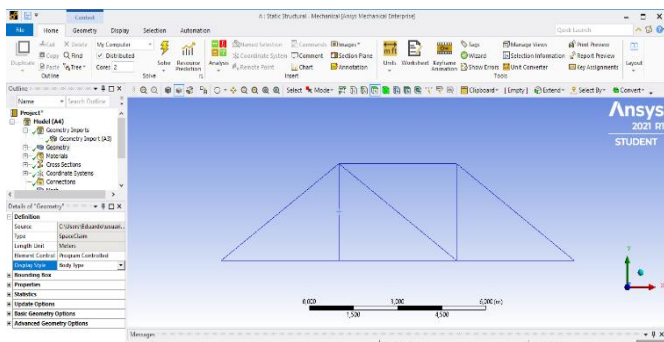 A : Static Structural - Mechanical [Ansys Mechanical Enterprise]
Context
File Home Geometry Display Selection Automation Quick Launch
Cut Delete My Computer Named Selection Commands Images Tags Manage Views Print Preview
Duplicate Copy Find Distributed Solve Resource Prediction Analysis Coordinate System Comment Section Plane Units Worksheet Keyframe Animation Wizard Selection Information Report Preview Layout
Paste Tree Cores 2 Remote Point Chart Annotation Show Errors Unit Converter Key Assignments
Outline Solve Insert Tools
Outline Select Mode Clipboard [Empty] Extend Select By Convert
Name Search Outline
Project*
Model (A4)
Geometry Imports
Geometry Import (A3)
Geometry
Materials
Cross Sections
Coordinate Systems
Connections
Ansys
2021 R1
STUDENT
Details of "Geometry"
Definition
Source
Type SpaceClaim
Length Unit Meters
Element Control Program Controlled
Display Style Body Type
Bounding Box
Properties
Statistics
Update Options
Basic Geometry Options
Advanced Geometry Options
Y
X
0,000 3,000 6,000 (m)
1,500 4,500
Messages